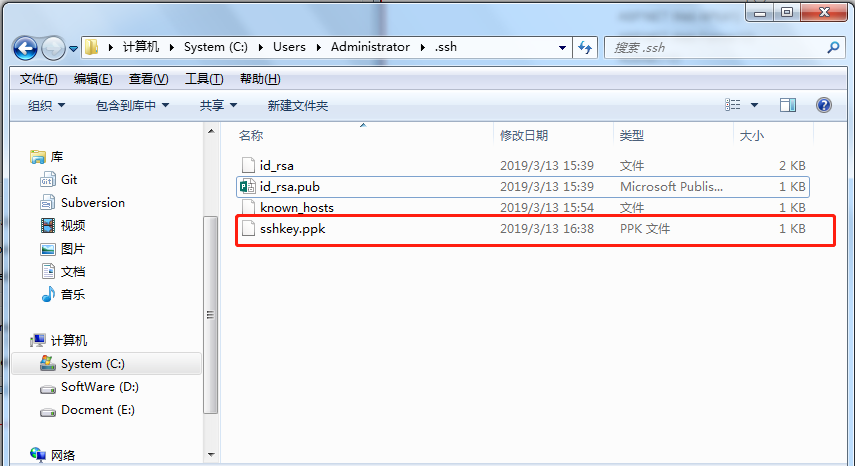 计算机 System (C:) Users Administrator .ssh 搜索 .ssh
文件(F) 编辑(E) 查看(V) 工具(T) 帮助(H)
组织 包含到库中 共享 新建文件夹
名称 修改日期 类型 大小
库
Git
Subversion
视频
图片
文档
音乐
计算机
System (C:)
SoftWare (D:)
Docment (E:)
网络
id_rsa 2019/3/13 15:39 文件 2 KB
id_rsa.pub 2019/3/13 15:39 Microsoft Publis... 1 KB
known_hosts 2019/3/13 15:54 文件 1 KB
sshkey.ppk 2019/3/13 16:38 PPK 文件 1 KB